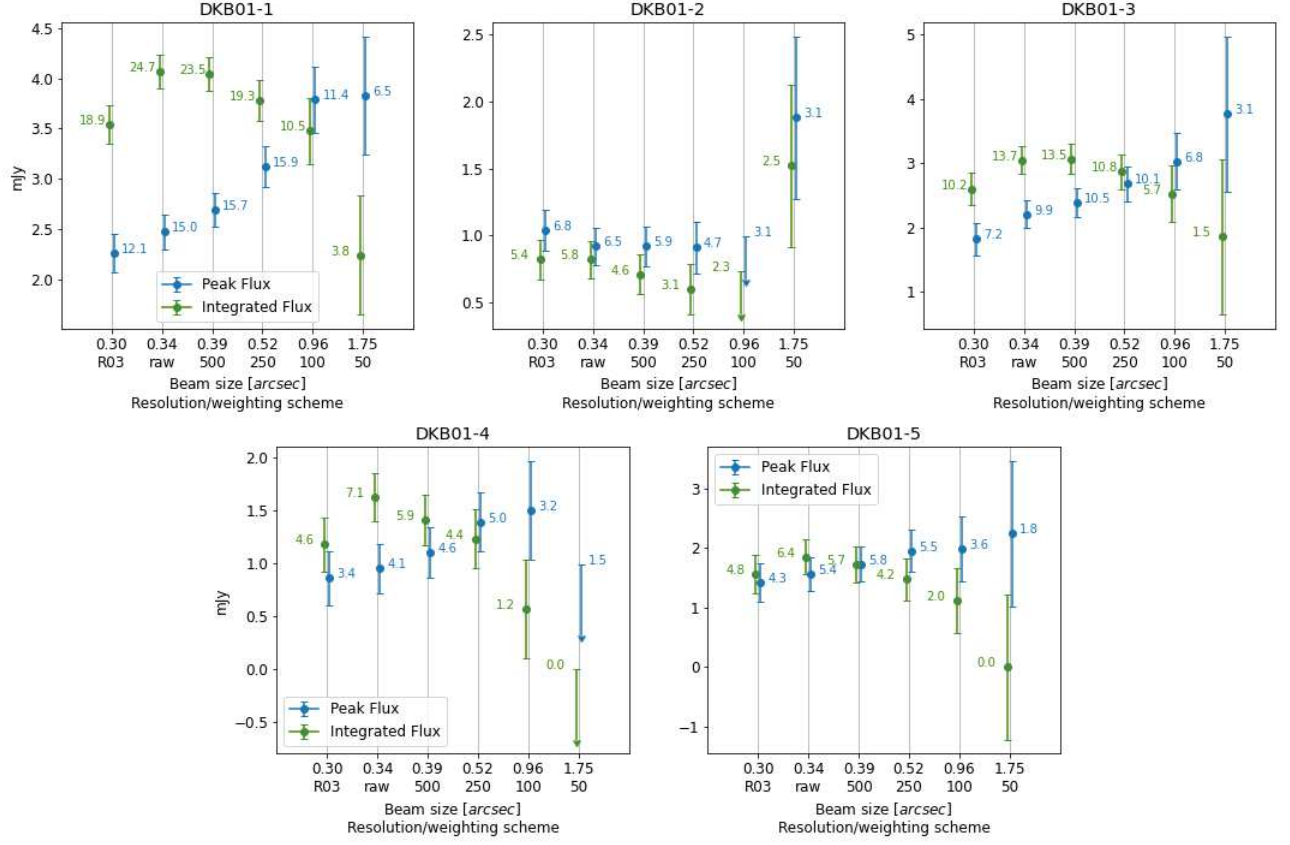 DKB01-1
4.5
4.0
3.5
3.0
2.5
2.0
mJy
18.9
24.7
23.5
19.3
10.5
3.8
12.1
15.0
15.7
15.9
11.4
6.5
Peak Flux
Integrated Flux
0.30 0.34 0.39 0.52 0.96 1.75
R03 raw 500 250 100 50
Beam size [arcsec]
Resolution/weighting scheme
DKB01-2
2.5
2.0
1.5
1.0
0.5
5.4
5.8
4.6
3.1
2.3
2.5
6.8
6.5
5.9
4.7
3.1
3.1
0.30 0.34 0.39 0.52 0.96 1.75
R03 raw 500 250 100 50
Beam size [arcsec]
Resolution/weighting scheme
DKB01-3
5
4
3
2
1
10.2
13.7
13.5
10.8
5.7
1.5
7.2
9.9
10.5
10.1
6.8
3.1
0.30 0.34 0.39 0.52 0.96 1.75
R03 raw 500 250 100 50
Beam size [arcsec]
Resolution/weighting scheme
DKB01-4
2.0
1.5
1.0
0.5
0.0
−0.5
mJy
4.6
7.1
5.9
4.4
1.2
0.0
3.4
4.1
4.6
5.0
3.2
1.5
Peak Flux
Integrated Flux
0.30 0.34 0.39 0.52 0.96 1.75
R03 raw 500 250 100 50
Beam size [arcsec]
Resolution/weighting scheme
DKB01-5
3
2
1
0
−1
Peak Flux
Integrated Flux
4.8
6.4
5.7
4.2
2.0
0.0
4.3
5.4
5.8
5.5
3.6
1.8
0.30 0.34 0.39 0.52 0.96 1.75
R03 raw 500 250 100 50
Beam size [arcsec]
Resolution/weighting scheme